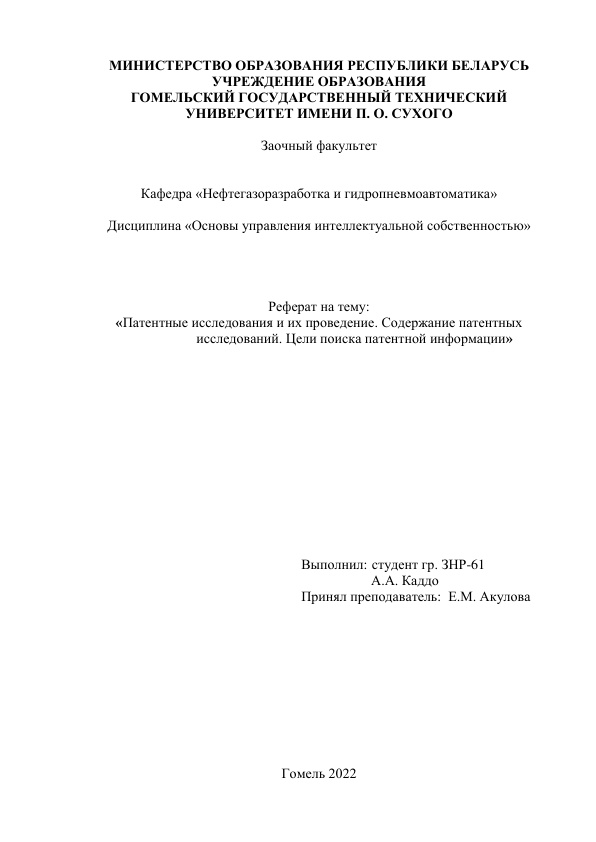 МИНИСТЕРСТВО ОБРАЗОВАНИЯ РЕСПУБЛИКИ БЕЛАРУСЬ
УЧРЕЖДЕНИЕ ОБРАЗОВАНИЯ
ГОМЕЛЬСКИЙ ГОСУДАРСТВЕННЫЙ ТЕХНИЧЕСКИЙ
УНИВЕРСИТЕТ ИМЕНИ П. О. СУХОГО
Заочный факультет
Кафедра «Нефтегазоразработка и гидропневмоавтоматика»
Дисциплина «Основы управления интеллектуальной собственностью»
Реферат на тему:
«Патентные исследования и их проведение. Содержание патентных
исследований. Цели поиска патентной информации»
Выполнил: студент гр. ЗНР-61
А.А. Каддо
Принял преподаватель: Е.М. Акулова
Гомель 2022